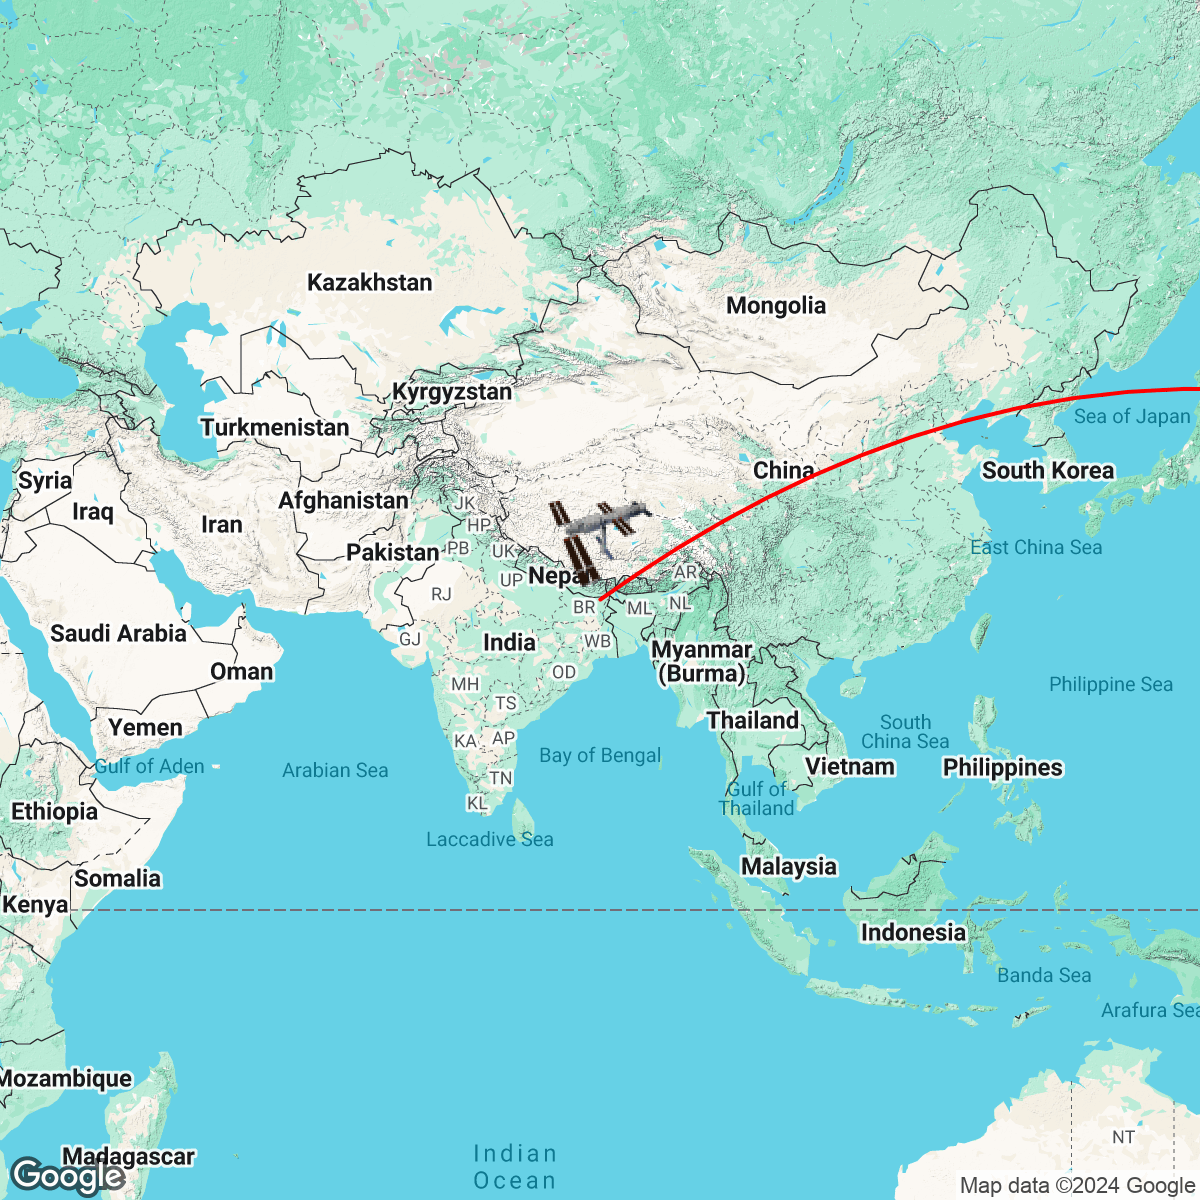 Kazakhstan
Mongolia
Kyrgyzstan
Sea of Japan
Turkmenistan
China
South Korea
Syria
Afghanistan
JK
Iraq
Iran
HP
Pakistan
PB
UK
East China Sea
Nepa
UP
AR
RJ
BR
ML
NL
Saudi Arabia
GJ
India
WB
Myanmar
(Burma)
Oman
OD
MH
Philippine Sea
TS
Yemen
Thailand
South
China Sea
KA
AP
Bay of Bengal
Gulf of Aden
Arabian Sea
Vietnam
Philippines
TN
Gulf of
Thailand
KL
Ethiopia
Laccadive Sea
Malaysia
Somalia
Kenya
Indonesia
Banda Sea
Arafura Sea
Mozambique
NT
Madagascar
Indian
Ocean
Google
Map data ©2024 Google